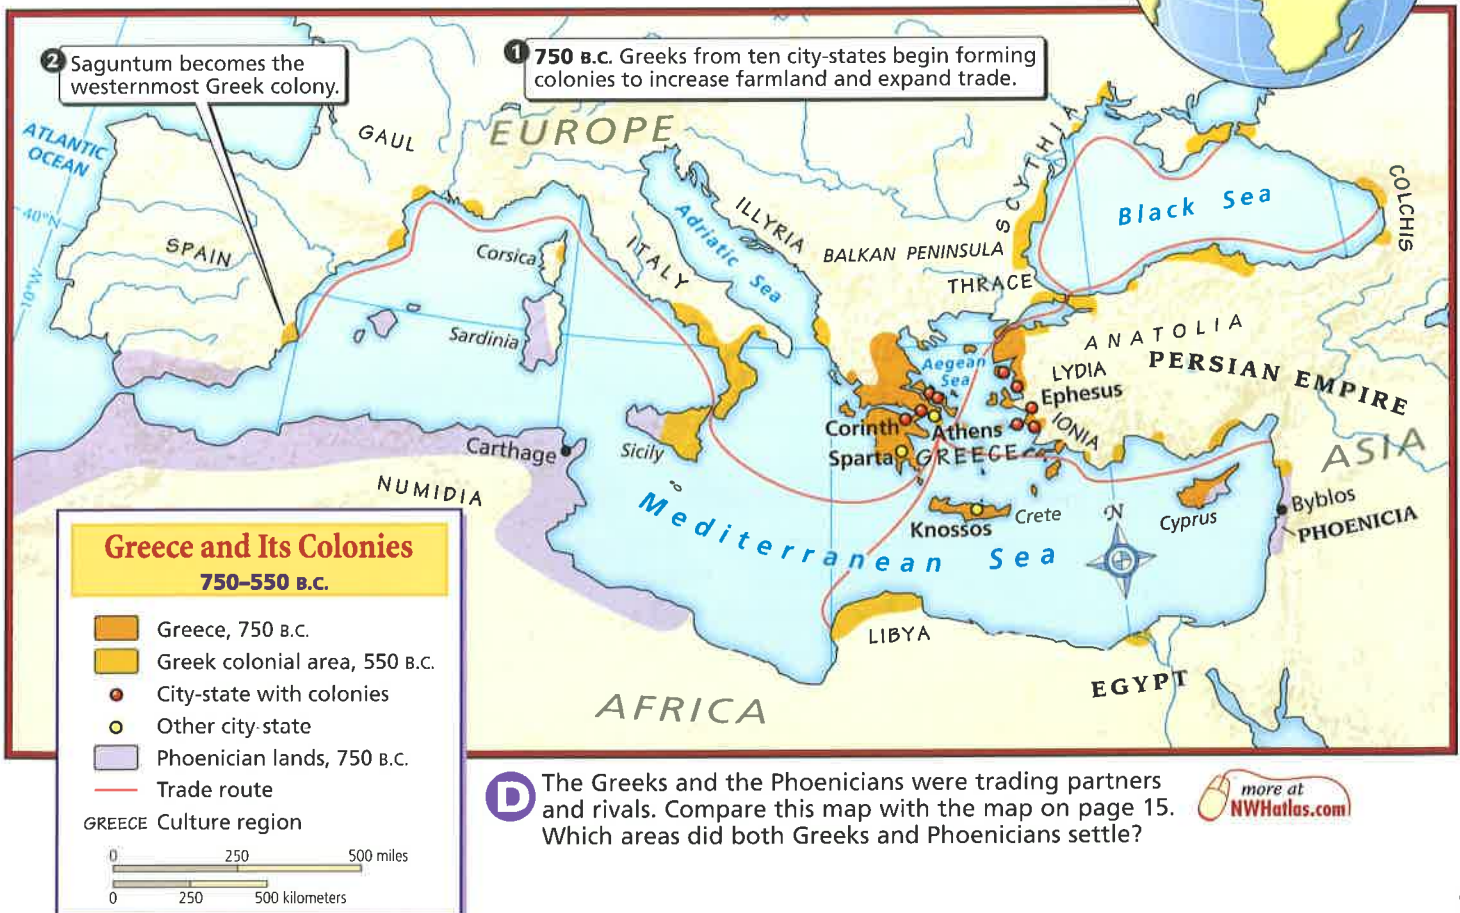 ❷ Saguntum becomes the
westernmost Greek colony.
❶ 750 B.C. Greeks from ten city-states begin forming
colonies to increase farmland and expand trade.
ATLANTIC
OCEAN
40°N
10°W
GAUL
EUROPE
SPAIN
Corsica
Sardinia
ITALY
Adriatic Sea
ILLYRIA
BALKAN PENINSULA
SCYTHIA
THRACE
Black Sea
COLCHIS
ANATOLIA
PERSIAN EMPIRE
LYDIA
Ephesus
IONIA
ASIA
Aegean
Sea
Corinth
Athens
Sparta
GREECE
Knossos
Crete
Cyprus
Byblos
PHOENICIA
Sicily
Carthage
NUMIDIA
Mediterranean Sea
N
LIBYA
EGYPT
AFRICA
Greece and Its Colonies
750–550 B.C.
Greece, 750 B.C.
Greek colonial area, 550 B.C.
City-state with colonies
Other city-state
Phoenician lands, 750 B.C.
Trade route
GREECE Culture region
0 250 500 miles
0 250 500 kilometers
D The Greeks and the Phoenicians were trading partners
and rivals. Compare this map with the map on page 15.
Which areas did both Greeks and Phoenicians settle?
more at
NWHatlas.com